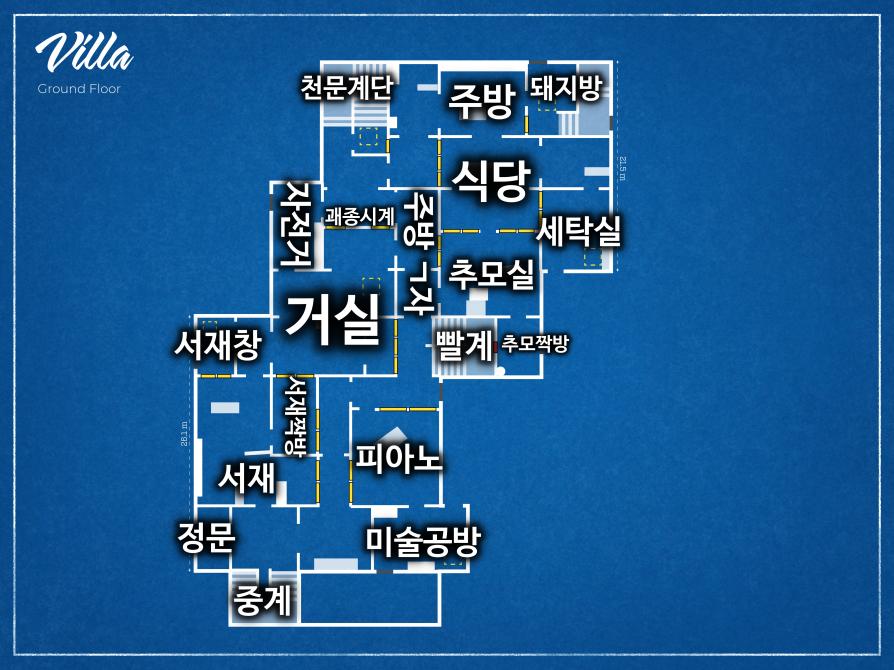 Villa
Ground Floor
천문계단
주방
돼지방
식당
21.5 m
자전거
괘종시계
주방 ㄱ자
세탁실
추모실
거실
서재창
빨계
추모짝방
서재짝방
26.1 m
피아노
서재
정문
미술공방
중계